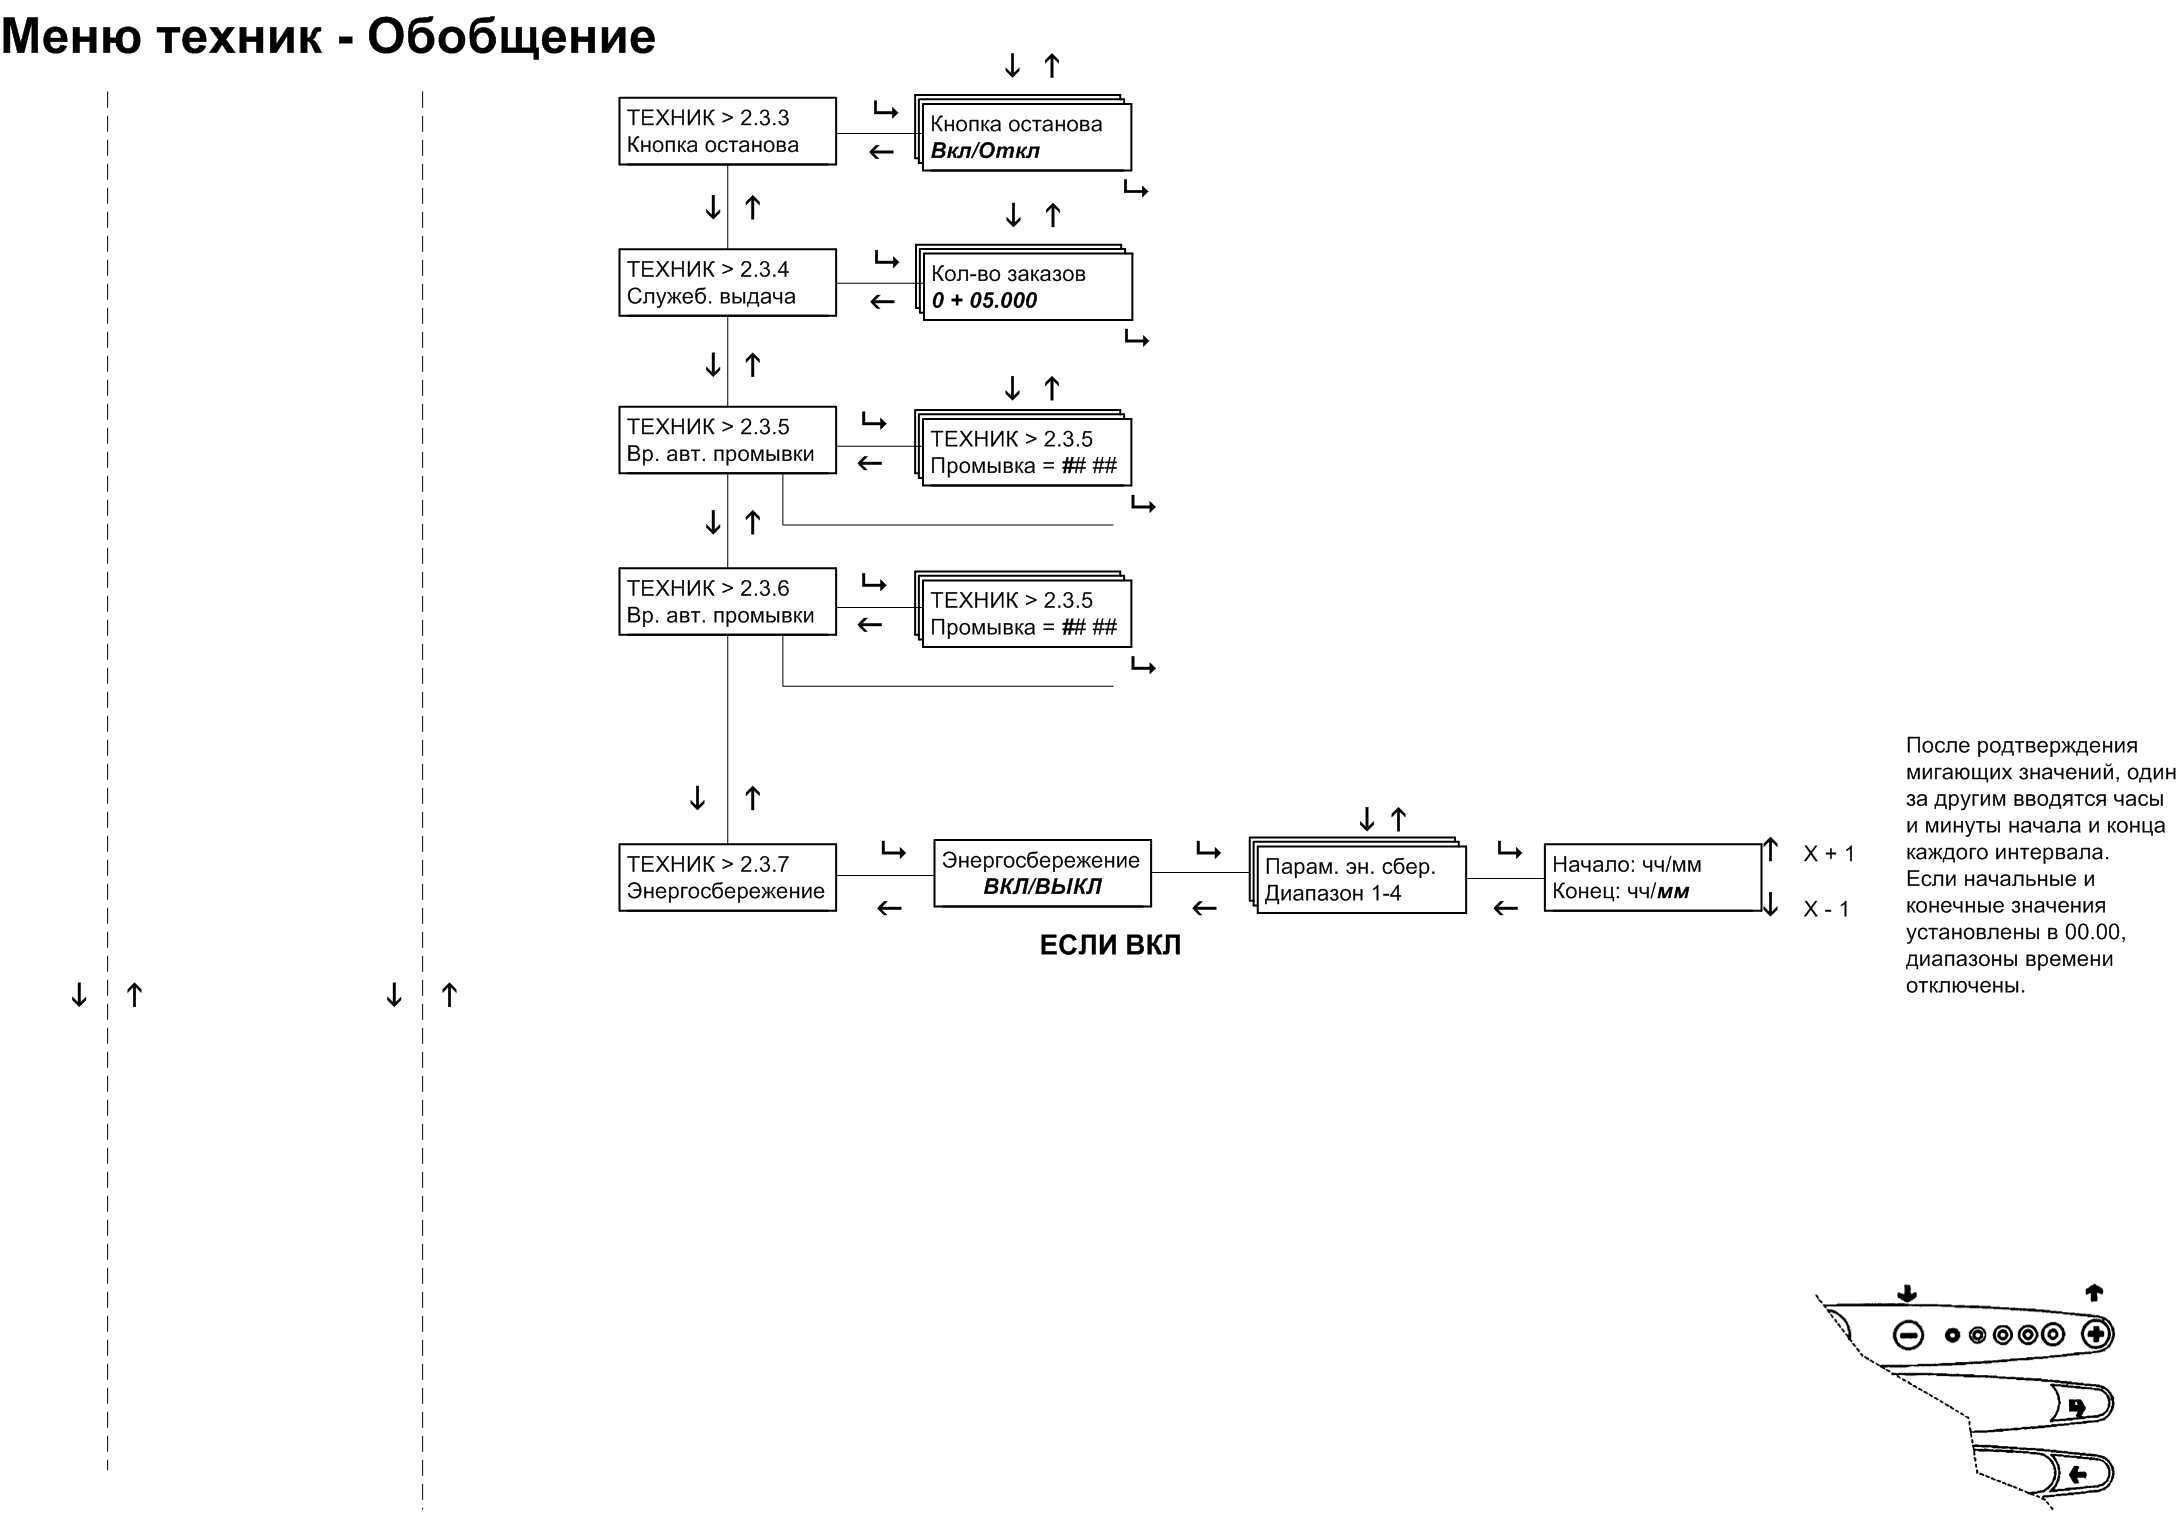 Меню техник - Обобщение
ТЕХНИК > 2.3.3
Кнопка останова
Кнопка останова
Вкл/Откл
ТЕХНИК > 2.3.4
Служеб. выдача
Кол-во заказов
0 + 05.000
ТЕХНИК > 2.3.5
Вр. авт. промывки
ТЕХНИК > 2.3.5
Промывка = ## ##
ТЕХНИК > 2.3.6
Вр. авт. промывки
ТЕХНИК > 2.3.5
Промывка = ## ##
ТЕХНИК > 2.3.7
Энергосбережение
Энергосбережение
ВКЛ/ВЫКЛ
ЕСЛИ ВКЛ
Парам. эн. сбер.
Диапазон 1-4
Начало: чч/мм
Конец: чч/мм
X + 1
X - 1
После родтверждения
мигающих значений, один
за другим вводятся часы
и минуты начала и конца
каждого интервала.
Если начальные и
конечные значения
установлены в 00.00,
диапазоны времени
отключены.